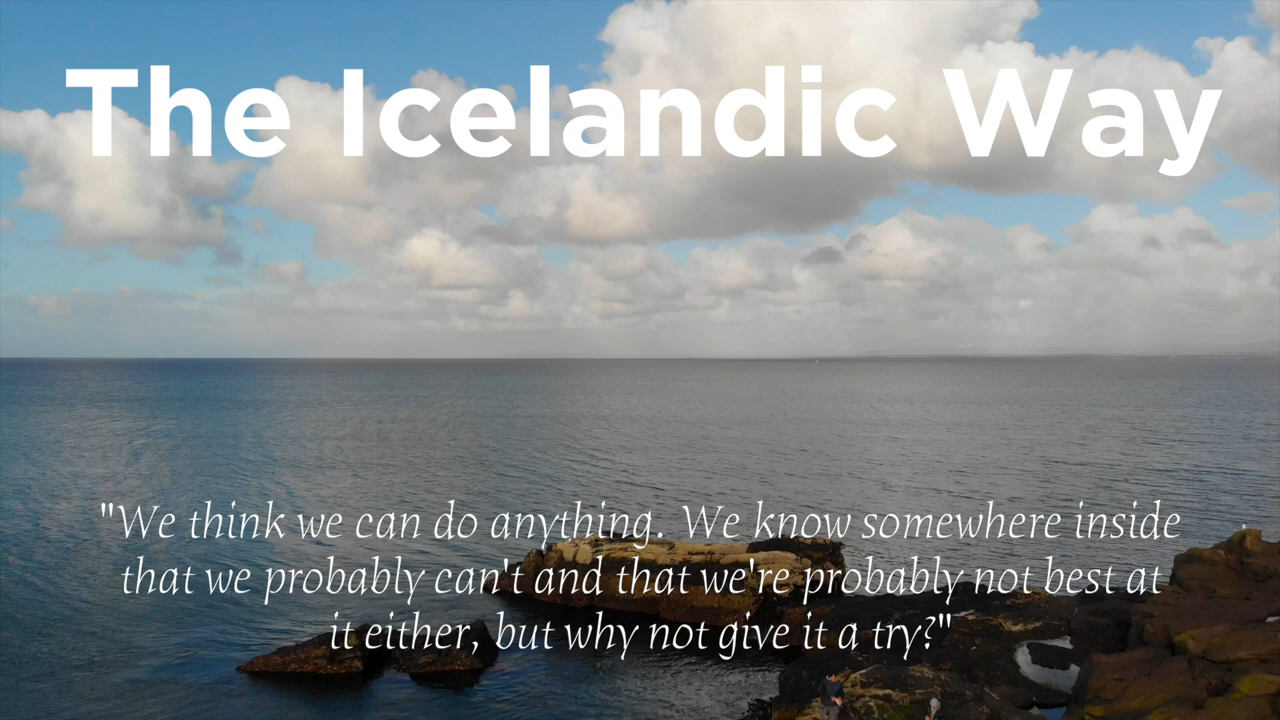 The Icelandic Way
"We think we can do anything. We know somewhere inside
that we probably can't and that we're probably not best at
it either, but why not give it a try?"